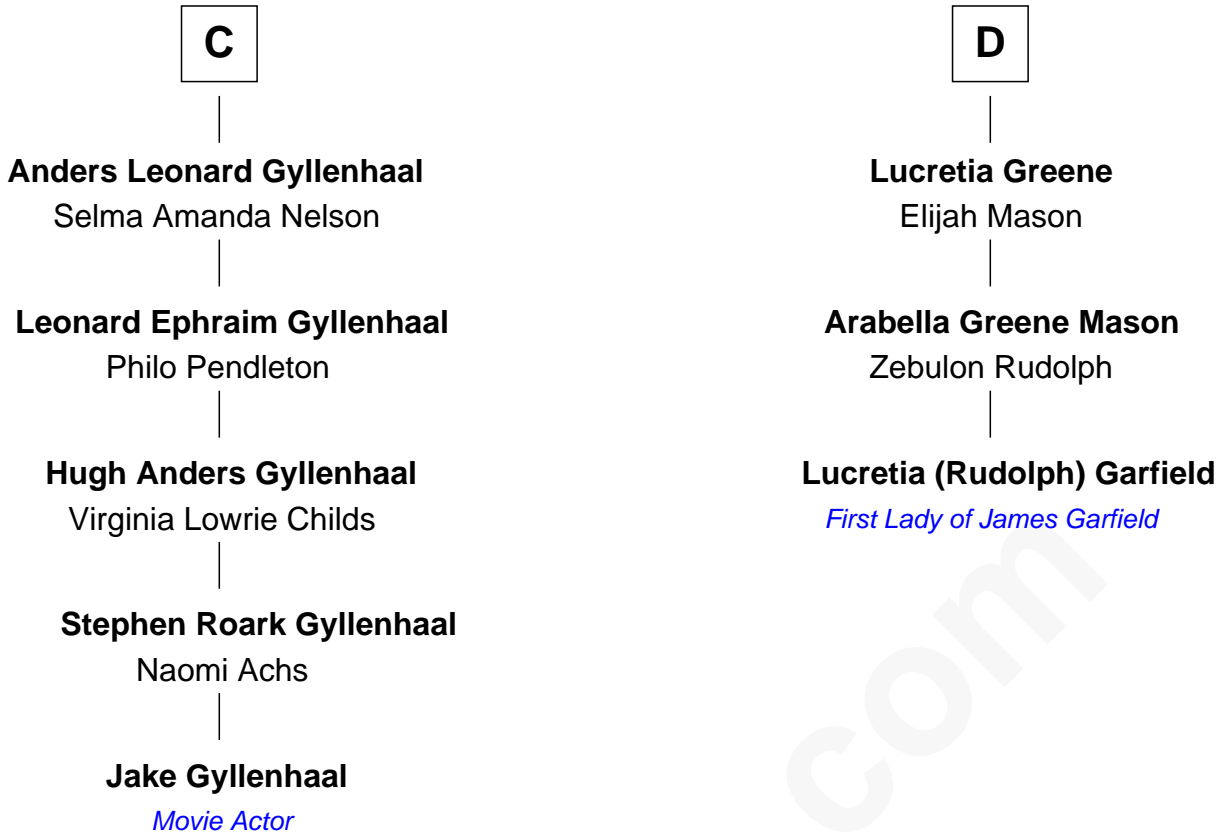 C
Anders Leonard Gyllenhaal
Selma Amanda Nelson
Leonard Ephraim Gyllenhaal
Philo Pendleton
Hugh Anders Gyllenhaal
Virginia Lowrie Childs
Stephen Roark Gyllenhaal
Naomi Achs
Jake Gyllenhaal
Movie Actor
D
Lucretia Greene
Elijah Mason
Arabella Greene Mason
Zebulon Rudolph
Lucretia (Rudolph) Garfield
First Lady of James Garfield
com